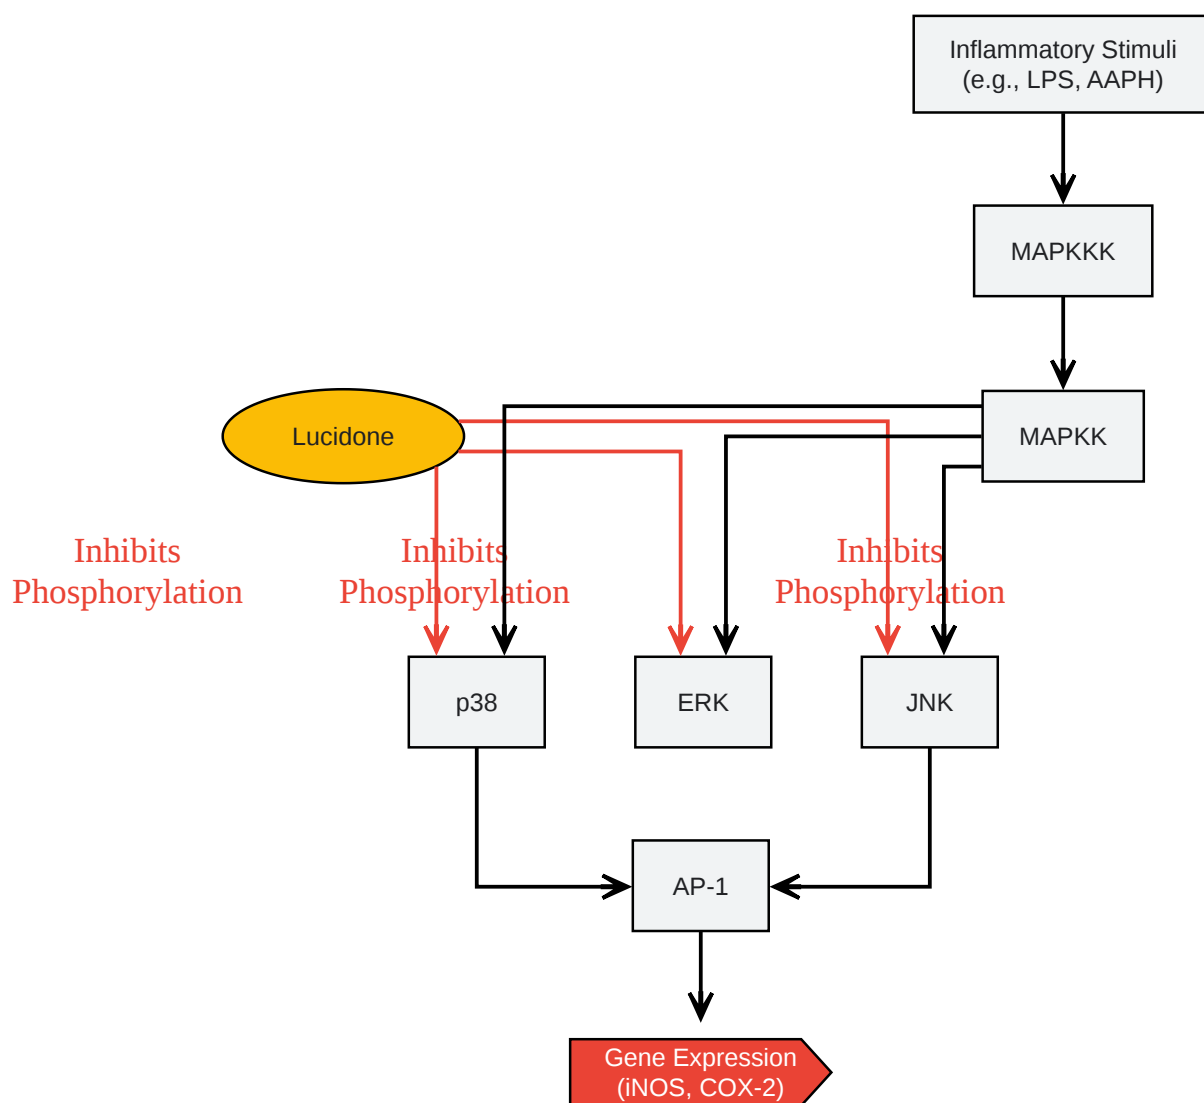 Inflammatory Stimuli
(e.g., LPS, AAPH)
MAPKKK
Lucidone
MAPKK
Inhibits
Phosphorylation
Inhibits
Phosphorylation
Inhibits
Phosphorylation
p38
ERK
JNK
AP-1
Gene Expression
(iNOS, COX-2)